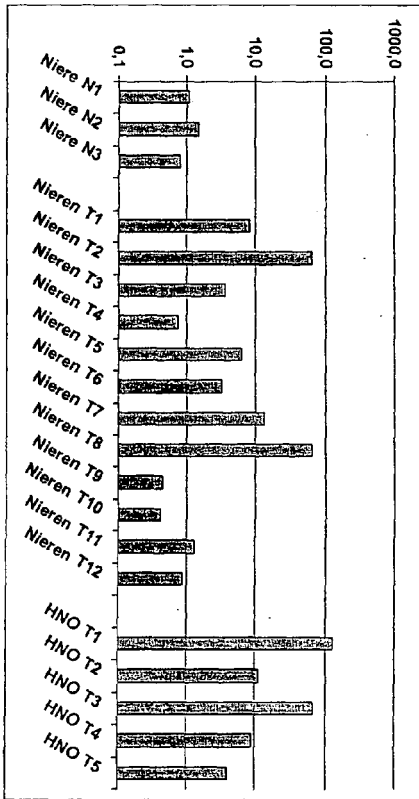 1000,0
100,0
10,0
1,0
0,1
Niere N1
Niere N2
Niere N3
Nieren T1
Nieren T2
Nieren T3
Nieren T4
Nieren T5
Nieren T6
Nieren T7
Nieren T8
Nieren T9
Nieren T10
Nieren T11
Nieren T12
HNO T1
HNO T2
HNO T3
HNO T4
HNO T5